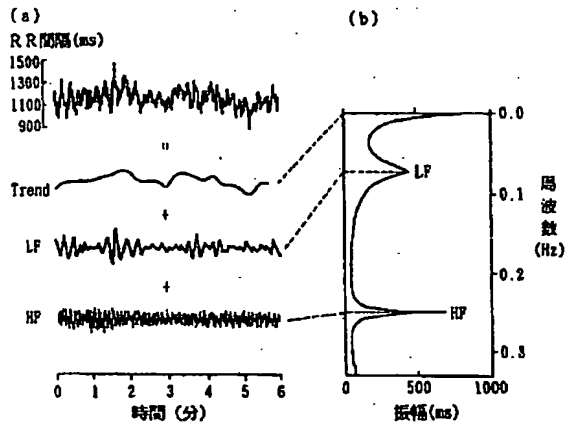 (a)
RR間隔(ms)
1500
1300
1100
900
=
Trend
+
LF
+
HF
0 1 2 3 4 5 6
時間(分)
(b)
0.0
LF
0.1
0.2
HF
0.3
周波数(Hz)
0 500 1000
振幅(ms)